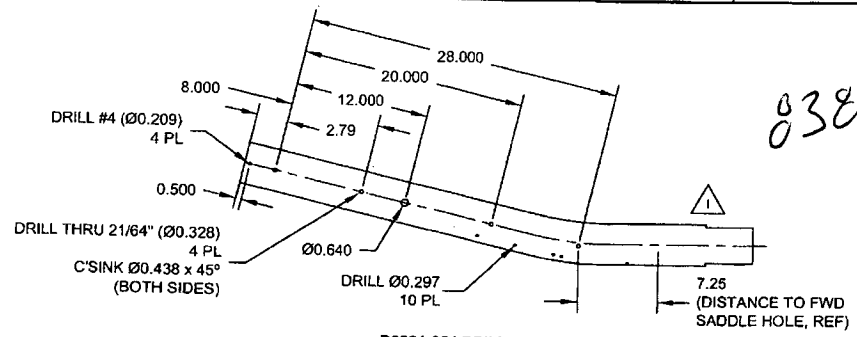 28.000
20.000
8.000
12.000
2.79
DRILL #4 (Ø0.209)
4 PL
0.500
DRILL THRU 21/64" (Ø0.328)
4 PL
C'SINK Ø0.438 x 45°
(BOTH SIDES)
Ø0.640
DRILL Ø0.297
10 PL
1
7.25
(DISTANCE TO FWD
SADDLE HOLE, REF)